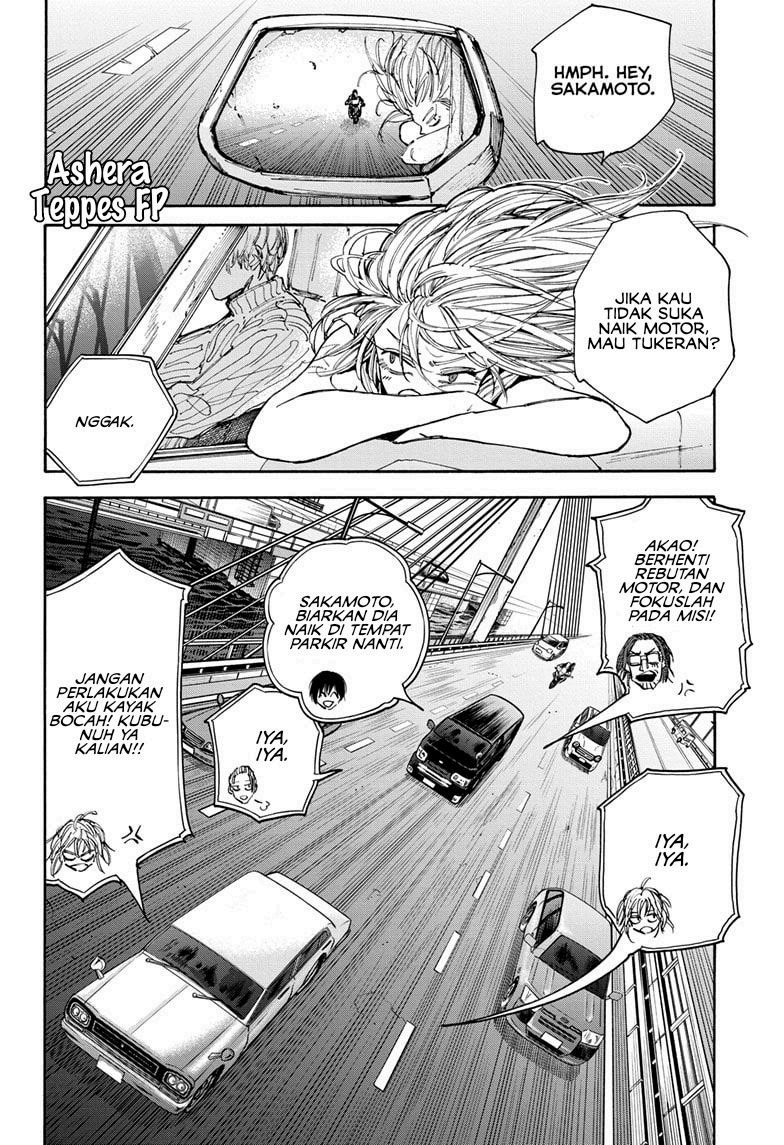 HMPH. HEY,
SAKAMOTO.
Ashera
Teppes FP
JIKA KAU
TIDAK SUKA
NAIK MOTOR,
MAU TUKERAN?
NGGAK.
AKAO!
BERHENTI
REBUTAN
MOTOR, DAN
FOKUSLAH
PADA MISI!
SAKAMOTO,
BIARKAN DIA
NAIK DI TEMPAT
PARKIR NANTI.
IYA,
IYA.
JANGAN
PERLAKUKAN
AKU KAYAK
BOCAH! KUBU-
NUH YA
KALIAN!!
IYA,
IYA.